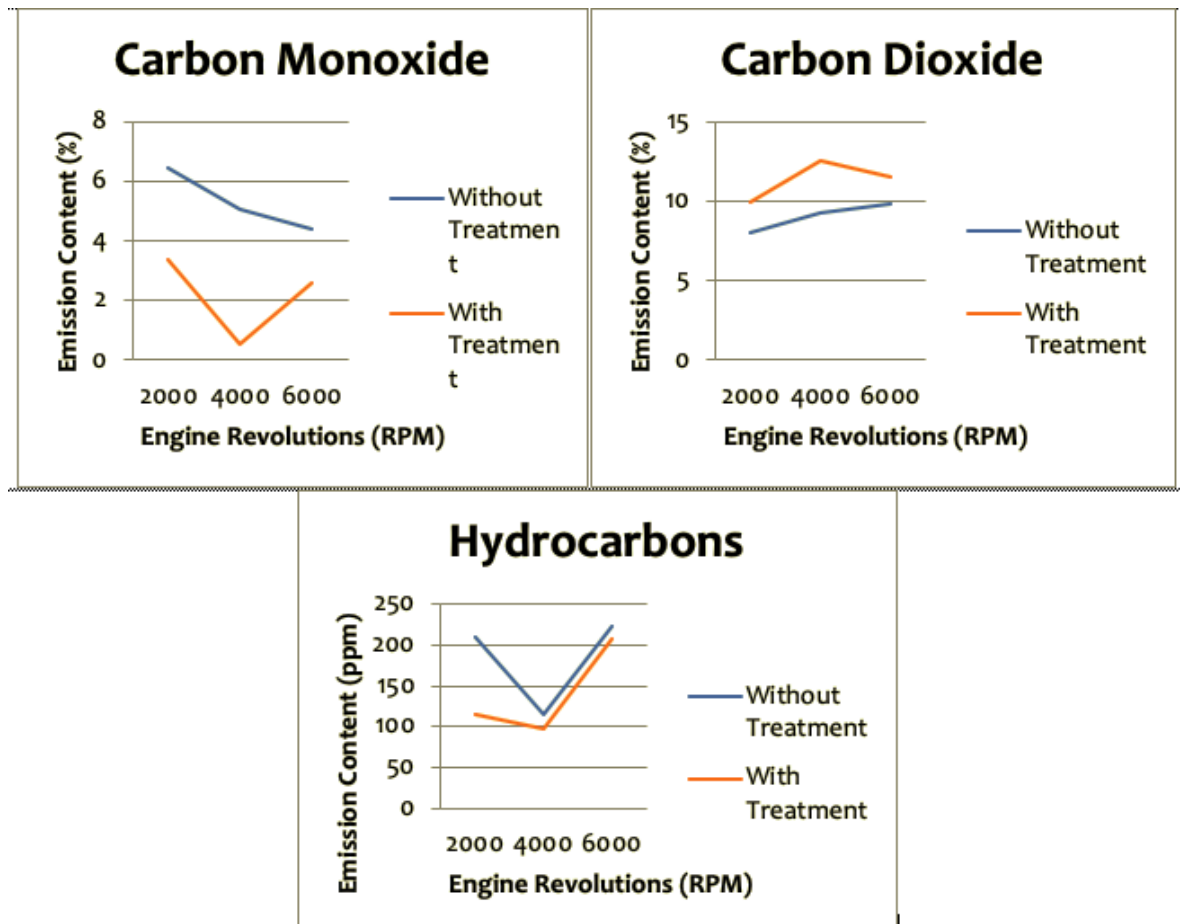 Carbon Monoxide
Emission Content (%)
8
6
4
2
0
2000 4000 6000
Engine Revolutions (RPM)
Without
Treatmen
t
With
Treatmen
t
Carbon Dioxide
Emission Content (%)
15
10
5
0
2000 4000 6000
Engine Revolutions (RPM)
Without
Treatment
With
Treatment
Hydrocarbons
Emission Content (ppm)
250
200
150
100
50
0
2000 4000 6000
Engine Revolutions (RPM)
Without
Treatment
With
Treatment